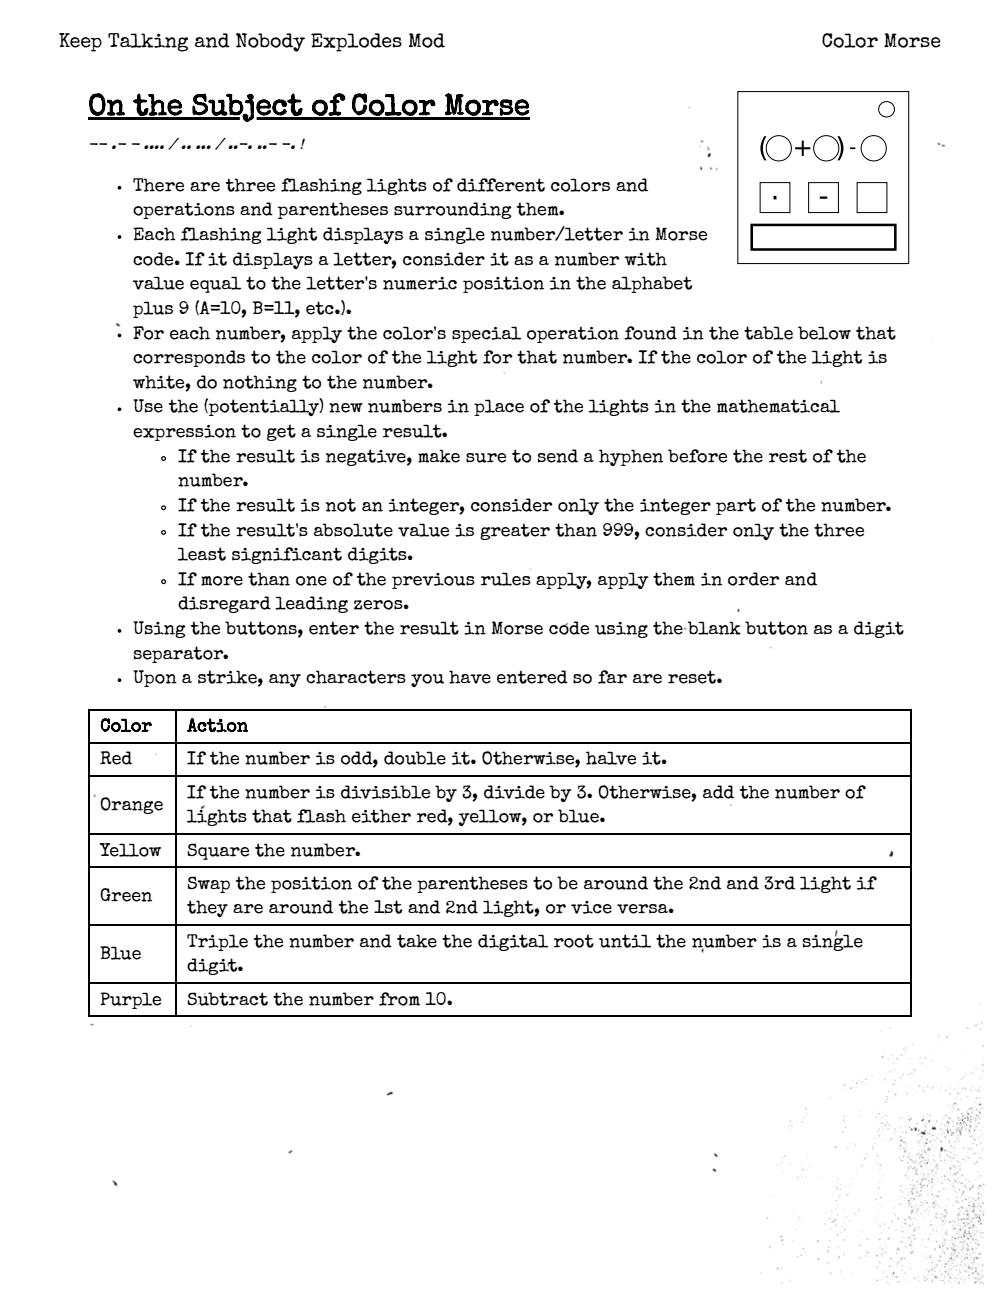 Keep Talking and Nobody Explodes Mod
Color Morse
On the Subject of Color Morse
--.- -.... / .. ... / ..-. ..- -. !
(○+○) - ○
. -
• There are three flashing lights of different colors and
operations and parentheses surrounding them.
• Each flashing light displays a single number/letter in Morse
code. If it displays a letter, consider it as a number with
value equal to the letter's numeric position in the alphabet
plus 9 (A=10, B=11, etc.).
• For each number, apply the color's special operation found in the table below that
corresponds to the color of the light for that number. If the color of the light is
white, do nothing to the number.
• Use the (potentially) new numbers in place of the lights in the mathematical
expression to get a single result.
◦ If the result is negative, make sure to send a hyphen before the rest of the
number.
◦ If the result is not an integer, consider only the integer part of the number.
◦ If the result's absolute value is greater than 999, consider only the three
least significant digits.
◦ If more than one of the previous rules apply, apply them in order and
disregard leading zeros.
• Using the buttons, enter the result in Morse code using the blank button as a digit
separator.
• Upon a strike, any characters you have entered so far are reset.
Color Action
Red If the number is odd, double it. Otherwise, halve it.
Orange If the number is divisible by 3, divide by 3. Otherwise, add the number of
lights that flash either red, yellow, or blue.
Yellow Square the number.
Green Swap the position of the parentheses to be around the 2nd and 3rd light if
they are around the 1st and 2nd light, or vice versa.
Blue Triple the number and take the digital root until the number is a single
digit.
Purple Subtract the number from 10.